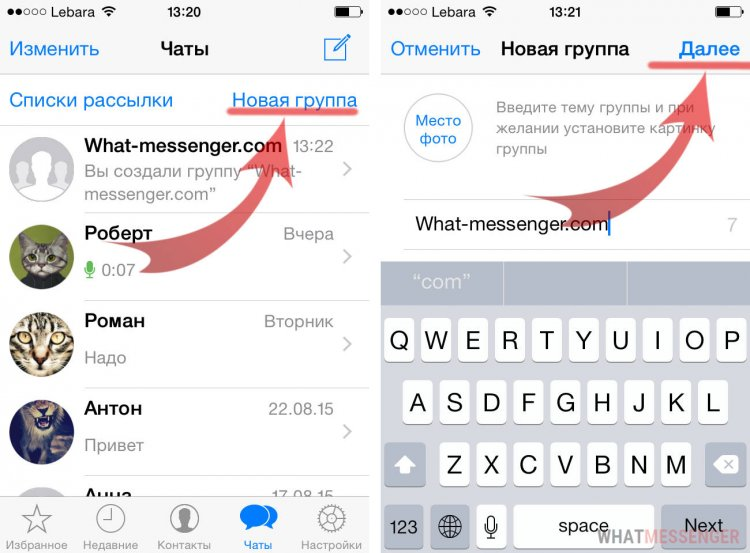 Lebara 13:20
Изменить Чаты
Списки рассылки Новая группа
What-messenger.com 13:22
Вы создали группу “What-
messenger.com”
Роберт Вчера
0:07
Роман Вторник
Надо
Антон 22.08.15
Привет
Анна 17.08.15
Избранное Недавние Контакты Чаты Настройки
Lebara 13:21
Отменить Новая группа Далее
Место
фото
Введите тему группы и при
желании установите картинку
группы
What-messenger.com 7
“com”
Q W E R T Y U I O P
A S D F G H J K L
Z X C V B N M
123 space Next
WHATMESSENGER